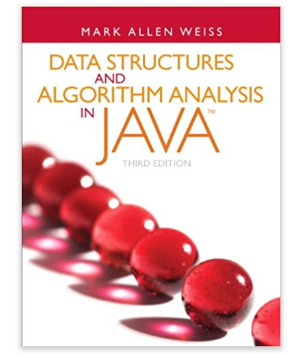 MARK ALLEN WEISS
DATA STRUCTURES
AND
ALGORITHM ANALYSIS
IN
JAVA™
THIRD EDITION